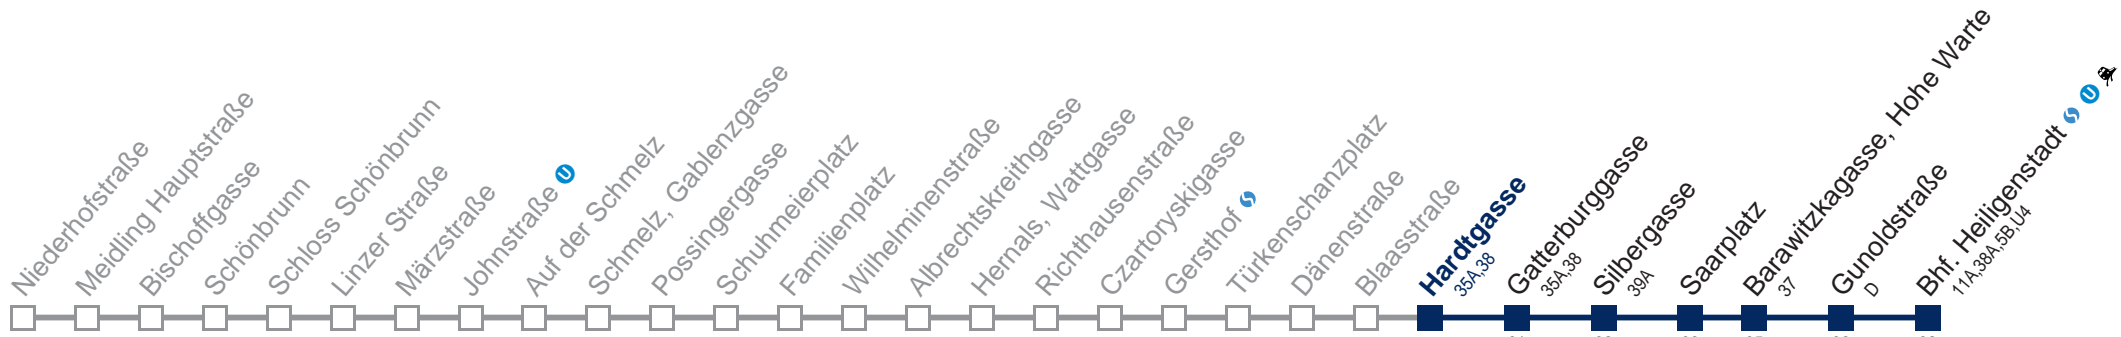 Niederhofstraße
Meidling Hauptstraße
Bischoffgasse
Schönbrunn
Schloss Schönbrunn
Linzer Straße
Märzstraße
Johnstraße U
Auf der Schmelz
Schmelz, Gablenzgasse
Possingergasse
Schuhmeierplatz
Familienplatz
Wilhelminenstraße
Albrechtskreithgasse
Hernals, Wattgasse
Richthausenstraße
Czartoryskigasse
Gersthof
Türkenschanzplatz
Dänenstraße
Blaasstraße
Hardtgasse
35A,38
Gatterburggasse
35A,38
Silbergasse
39A
Saarplatz
Barawitzkagasse, Hohe Warte
37
Gunoldstraße
D
Bhf. Heiligenstadt U
11A,38A,5B,U4